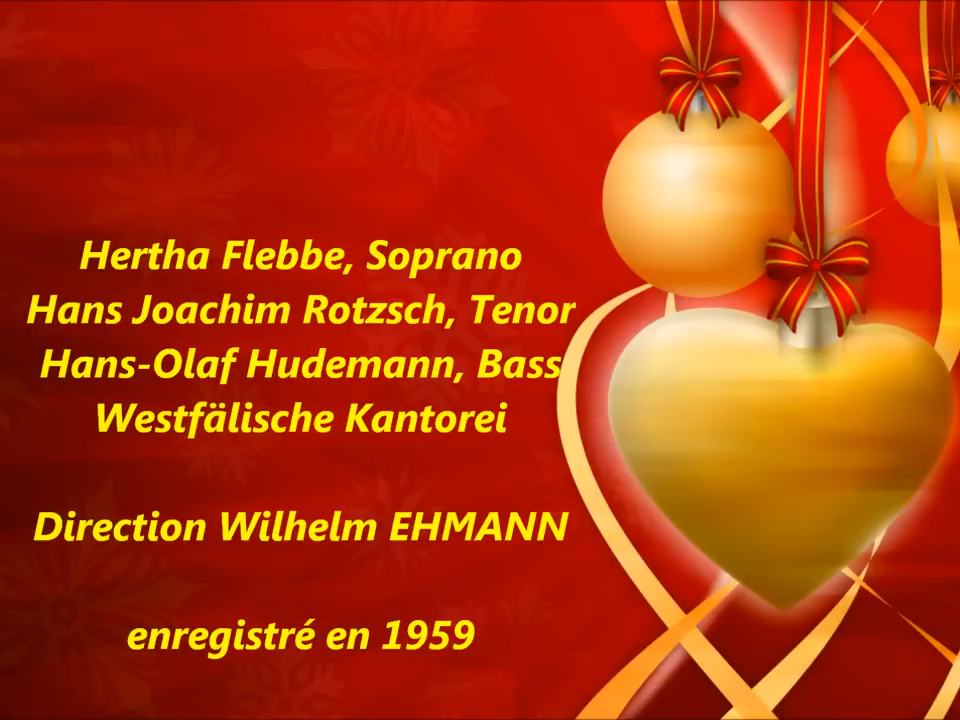 Hertha Flebbe, Soprano
Hans Joachim Rotzsch, Tenor
Hans-Olaf Hudemann, Bass
Westfälische Kantorei
Direction Wilhelm EHMANN
enregistré en 1959